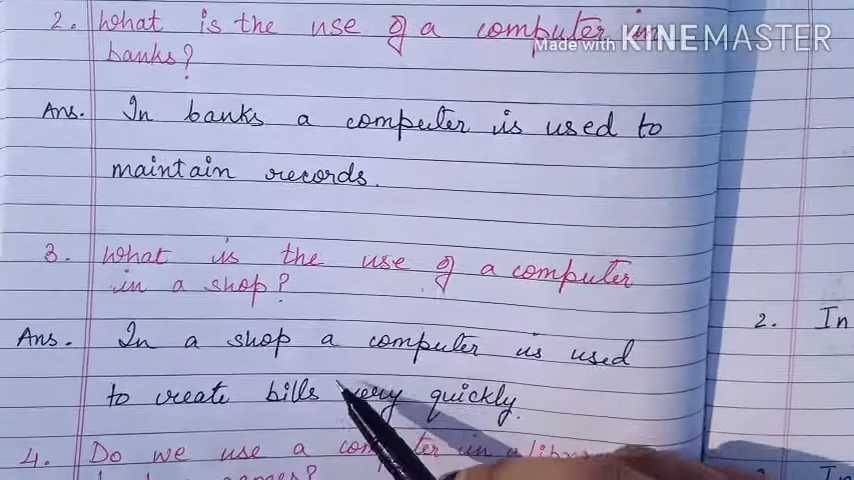 2. What is the use of a computer in
banks?
Made with KINEMASTER
Ans. In banks a computer is used to
maintain records.
3. What is the use of a computer
in a shop?
Ans. In a shop a computer is used
to create bills very quickly.
4. Do we use a computer in a
games?
2. In
In